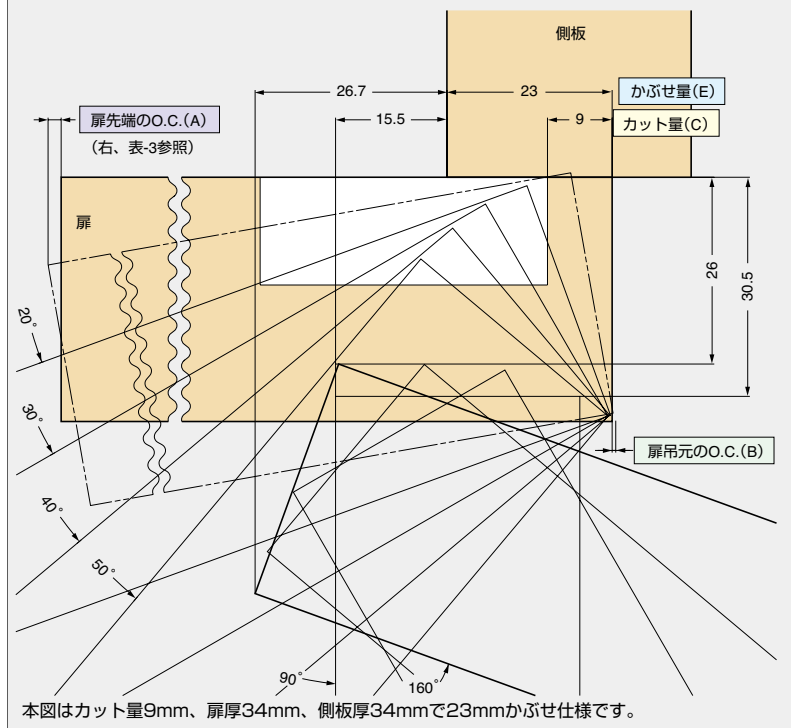 側板
26.7
23
かぶせ量(E)
扉先端のO.C.(A)
15.5
9
カット量(C)
(右、表-3参照)
扉
26
30.5
20°
30°
40°
50°
扉吊元のO.C.(B)
90°
160°
本図はカット量9mm、扉厚34mm、側板厚34mmで23mmかぶせ仕様です。